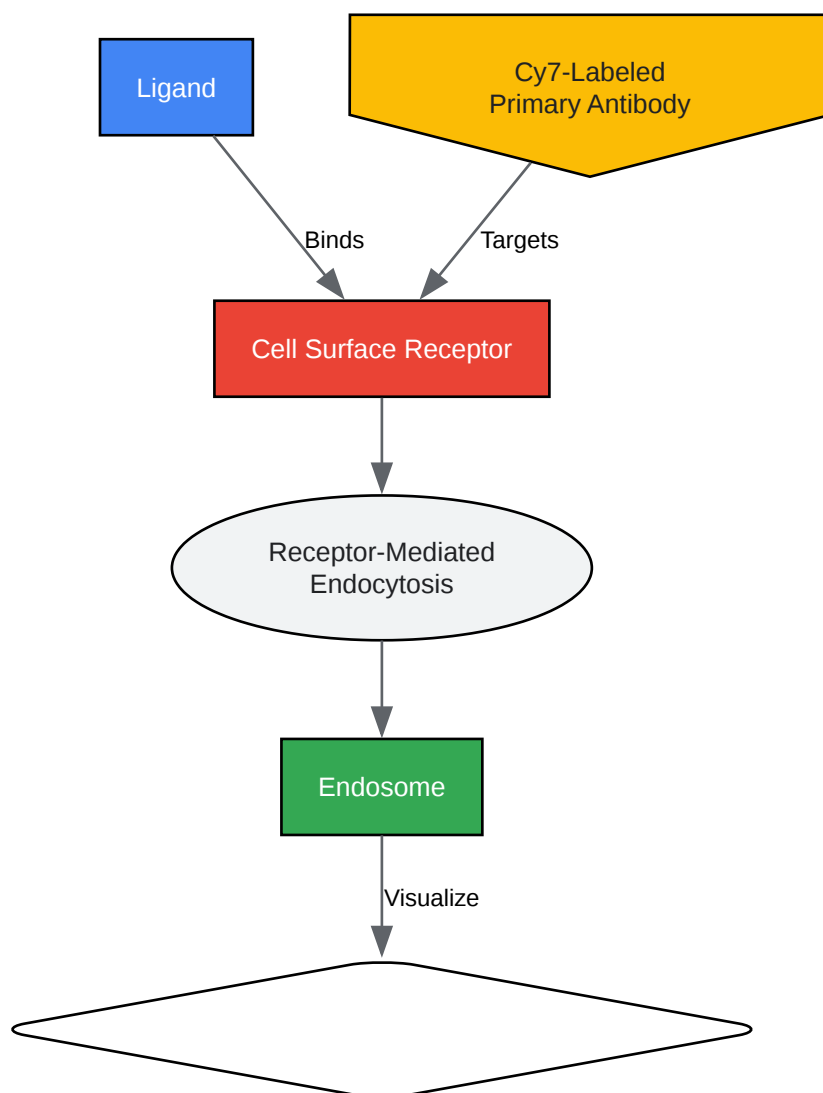 Ligand
Cy7-Labeled
Primary Antibody
Binds
Targets
Cell Surface Receptor
Receptor-Mediated
Endocytosis
Endosome
Visualize